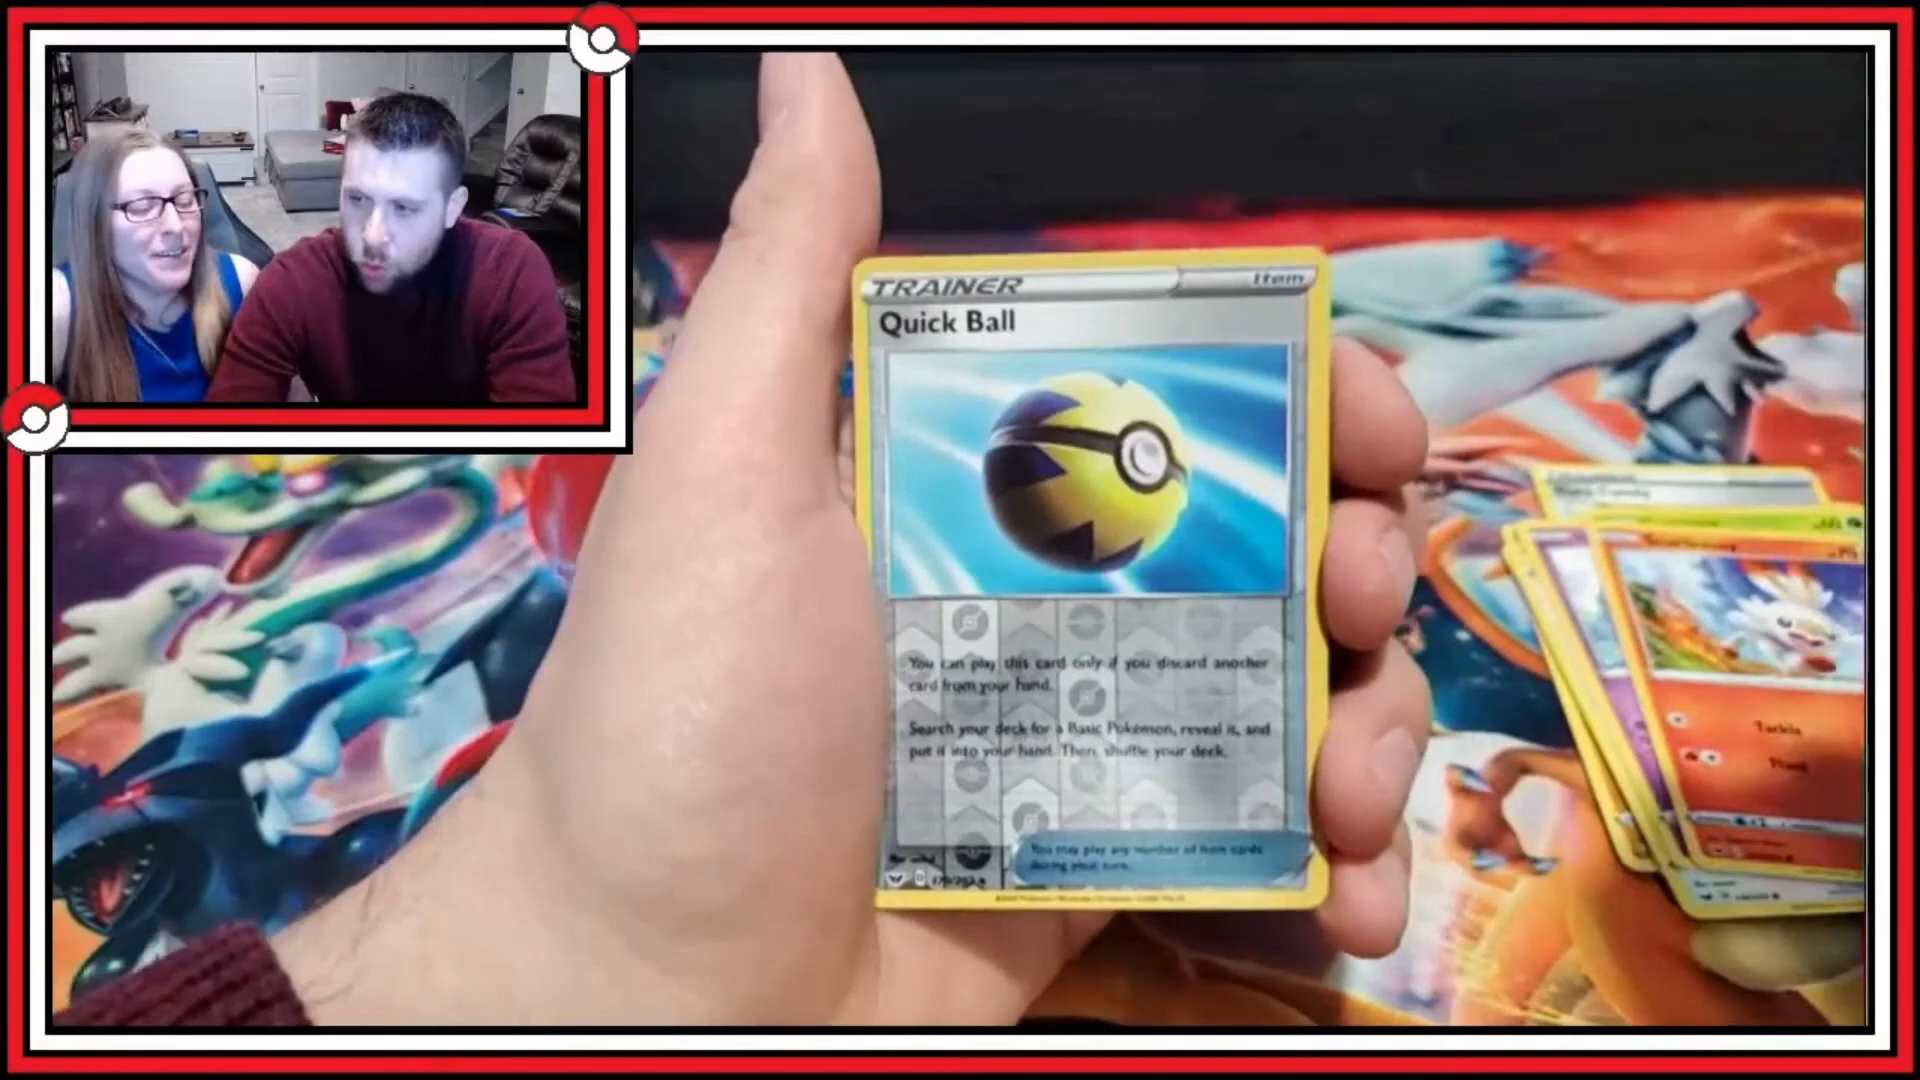 TRAINER Item
Quick Ball
You can play this card only if you discard another
card from your hand.
Search your deck for a Basic Pokémon, reveal it, and
put it into your hand. Then, shuffle your deck.
You may play any number of Item cards
during your turn.
Tackle